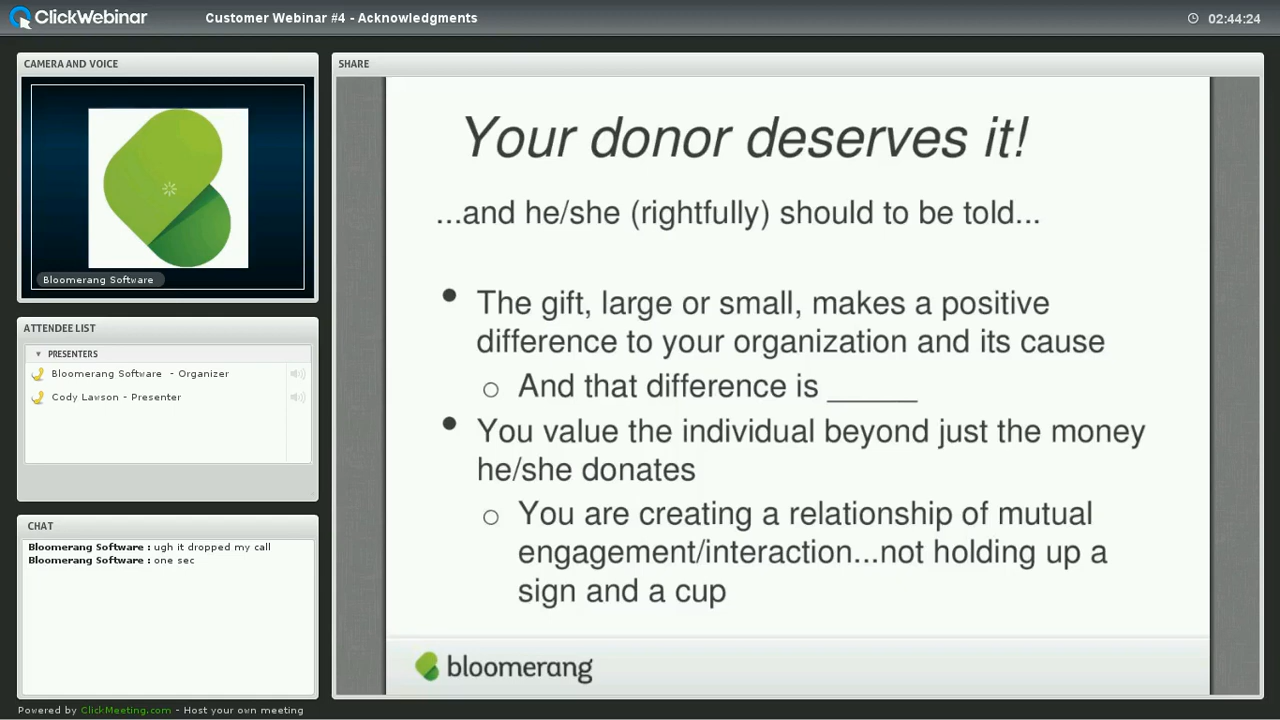 ClickWebinar
Customer Webinar #4 - Acknowledgments
02:44:24
CAMERA AND VOICE
Bloomerang Software
ATTENDEE LIST
PRESENTERS
Bloomerang Software - Organizer
Cody Lawson - Presenter
CHAT
Bloomerang Software : ugh it dropped my call
Bloomerang Software : one sec
SHARE
Your donor deserves it!
...and he/she (rightfully) should to be told...
• The gift, large or small, makes a positive
difference to your organization and its cause
o And that difference is ______
• You value the individual beyond just the money
he/she donates
o You are creating a relationship of mutual
engagement/interaction...not holding up a
sign and a cup
bloomerang
Powered by ClickMeeting.com - Host your own meeting